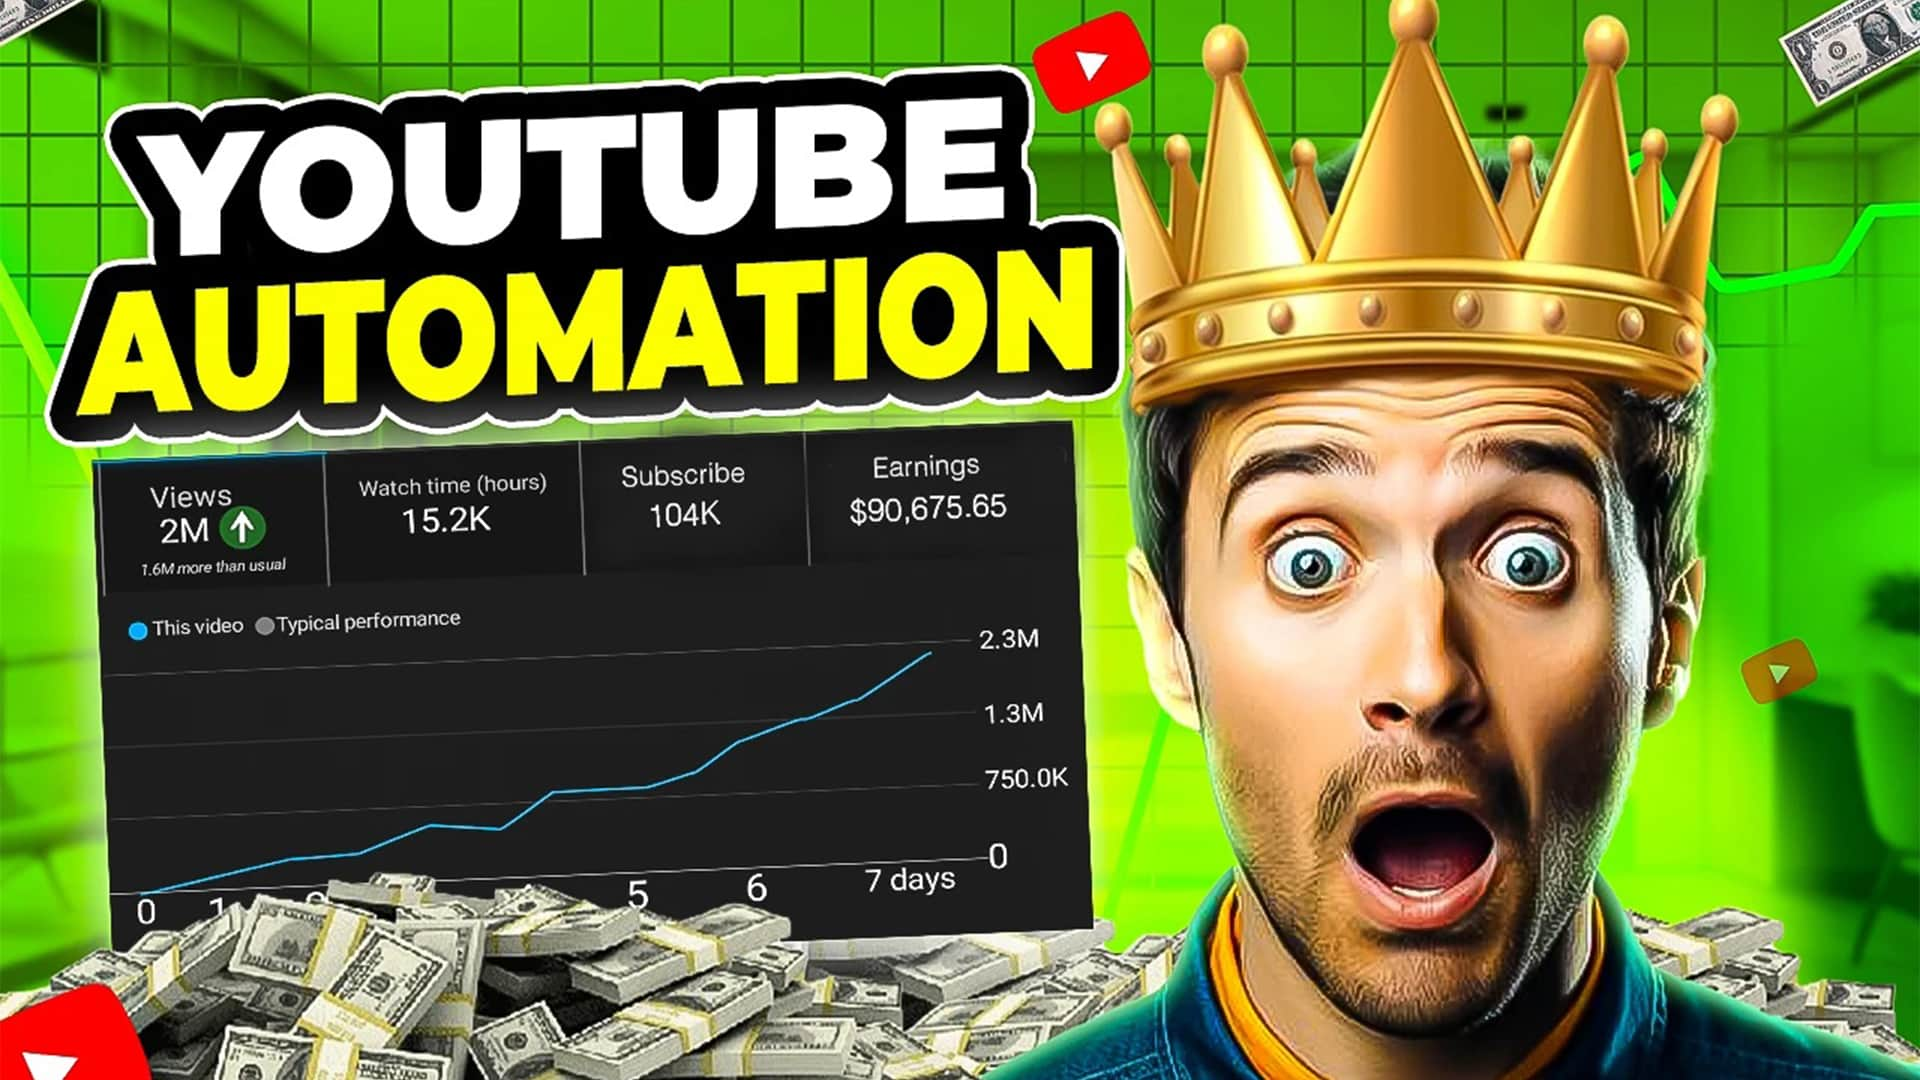 YOUTUBE
AUTOMATION
Views
2M
1.6M more than usual
Watch time (hours)
15.2K
Subscribe
104K
Earnings
$90,675.65
This video
Typical performance
2.3M
1.3M
750.0K
0
0
1
5
6
7 days